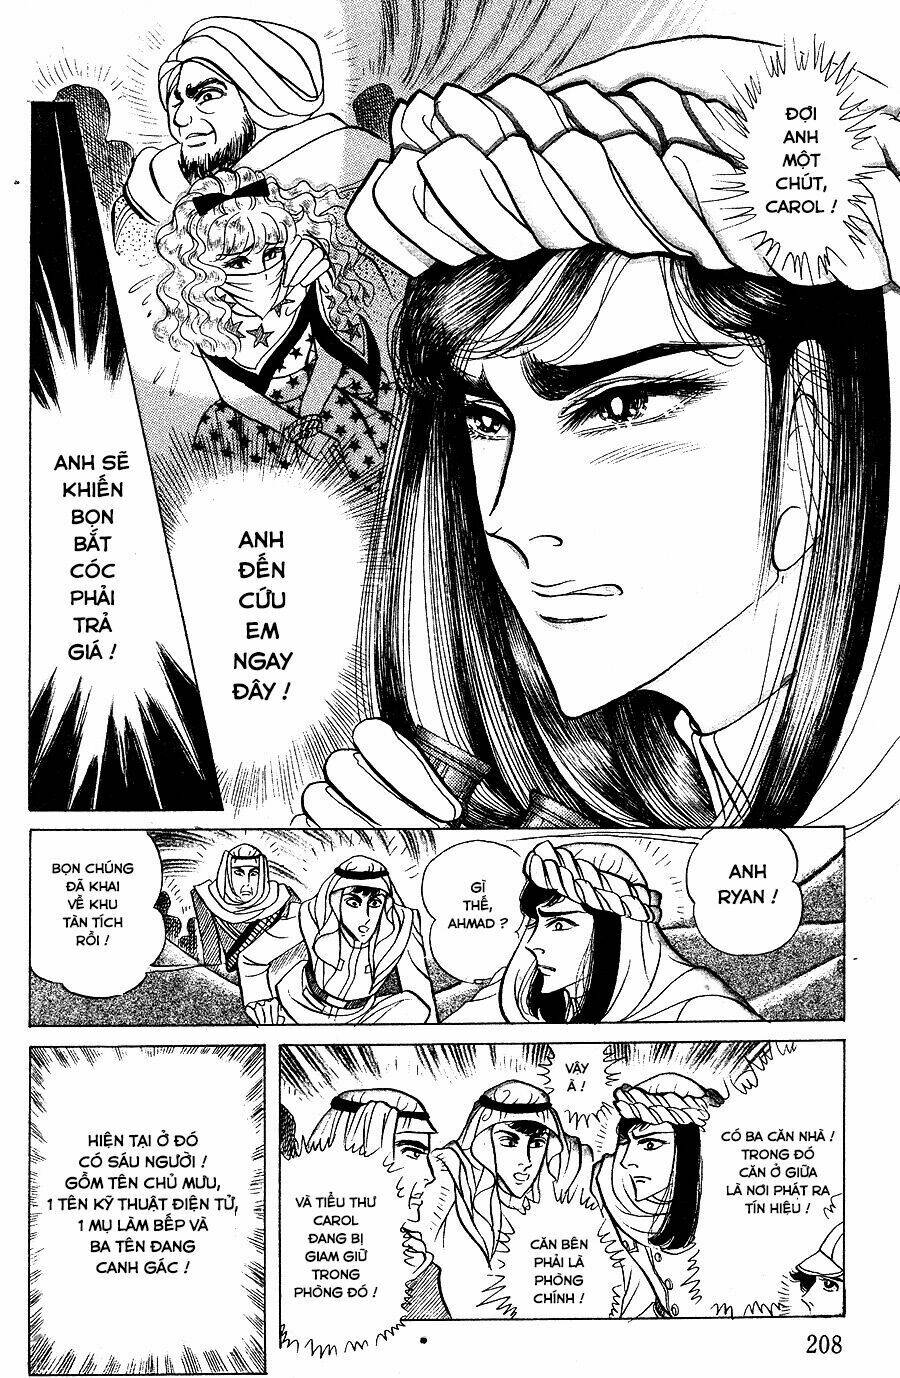 ĐỢI
ANH
MỘT
CHÚT,
CAROL !
ANH
ĐẾN
CỨU
EM
NGAY
ĐÂY !
ANH SẼ
KHIẾN
BỌN
BẮT
CÓC
PHẢI
TRẢ
GIÁ !
ANH
RYAN !
GÌ
THẾ,
AHMAD ?
BỌN CHÚNG
ĐÃ KHAI
VỀ KHU
TÀN TÍCH
RỒI !
HIỆN TẠI Ở ĐÓ
CÓ SÁU NGƯỜI !
GỒM TÊN CHỦ MƯU,
1 TÊN KỸ THUẬT ĐIỆN TỬ,
1 MỤ LÀM BẾP VÀ
BA TÊN ĐANG
CANH GÁC !
CÓ BA CĂN NHÀ !
TRONG ĐÓ
CĂN Ở GIỮA
LÀ NƠI PHÁT RA
TÍN HIỆU !
VẬY
À !
CĂN BÊN
PHẢI LÀ
PHÒNG
CHÍNH !
VÀ TIỂU THƯ
CAROL
ĐANG BỊ
GIAM GIỮ
TRONG
PHÒNG ĐÓ !
208